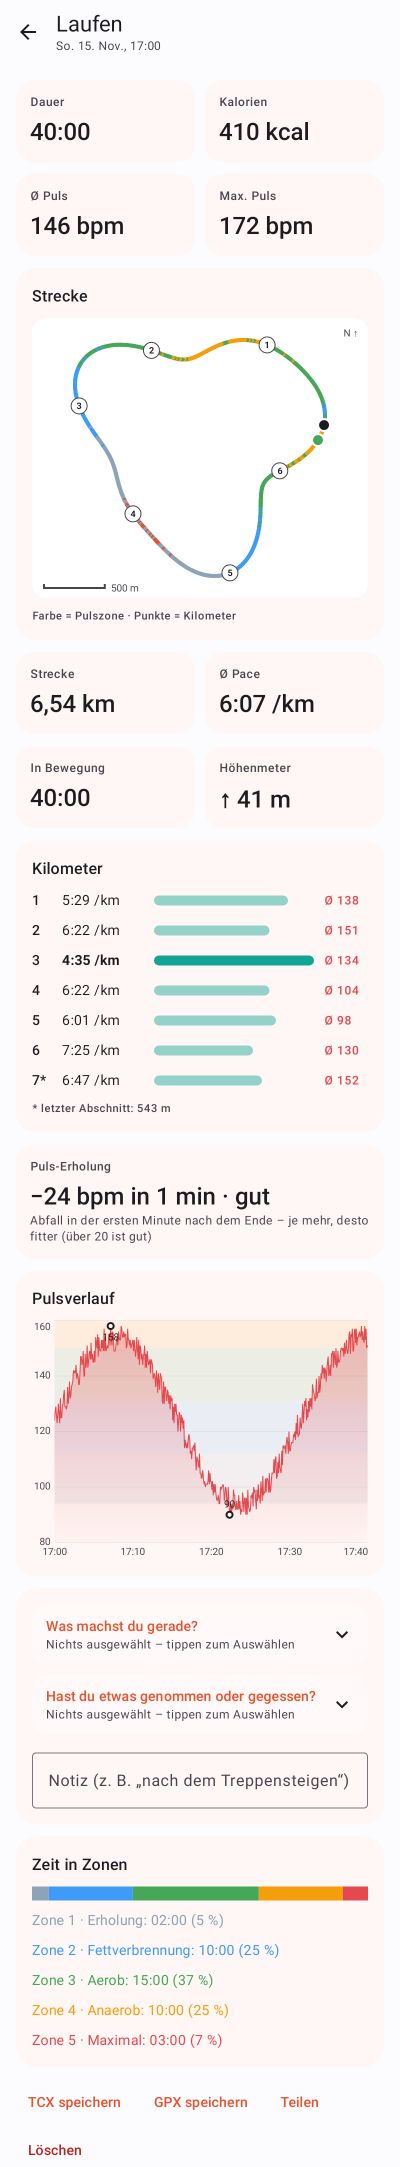 Laufen
So. 15. Nov., 17:00
Dauer
40:00
Kalorien
410 kcal
Ø Puls
146 bpm
Max. Puls
172 bpm
Strecke
N ↑
1
2
3
4
5
6
500 m
Farbe = Pulszone · Punkte = Kilometer
Strecke
6,54 km
Ø Pace
6:07 /km
In Bewegung
40:00
Höhenmeter
↑ 41 m
Kilometer
1 5:29 /km Ø 138
2 6:22 /km Ø 151
3 4:35 /km Ø 134
4 6:22 /km Ø 104
5 6:01 /km Ø 98
6 7:25 /km Ø 130
7* 6:47 /km Ø 152
* letzter Abschnitt: 543 m
Puls-Erholung
−24 bpm in 1 min · gut
Abfall in der ersten Minute nach dem Ende – je mehr, desto
fitter (über 20 ist gut)
Pulsverlauf
160
158
140
120
100
90
80
17:00 17:10 17:20 17:30 17:40
Was machst du gerade?
Nichts ausgewählt – tippen zum Auswählen
Hast du etwas genommen oder gegessen?
Nichts ausgewählt – tippen zum Auswählen
Notiz (z. B. „nach dem Treppensteigen“)
Zeit in Zonen
Zone 1 · Erholung: 02:00 (5 %)
Zone 2 · Fettverbrennung: 10:00 (25 %)
Zone 3 · Aerob: 15:00 (37 %)
Zone 4 · Anaerob: 10:00 (25 %)
Zone 5 · Maximal: 03:00 (7 %)
TCX speichern GPX speichern Teilen
Löschen